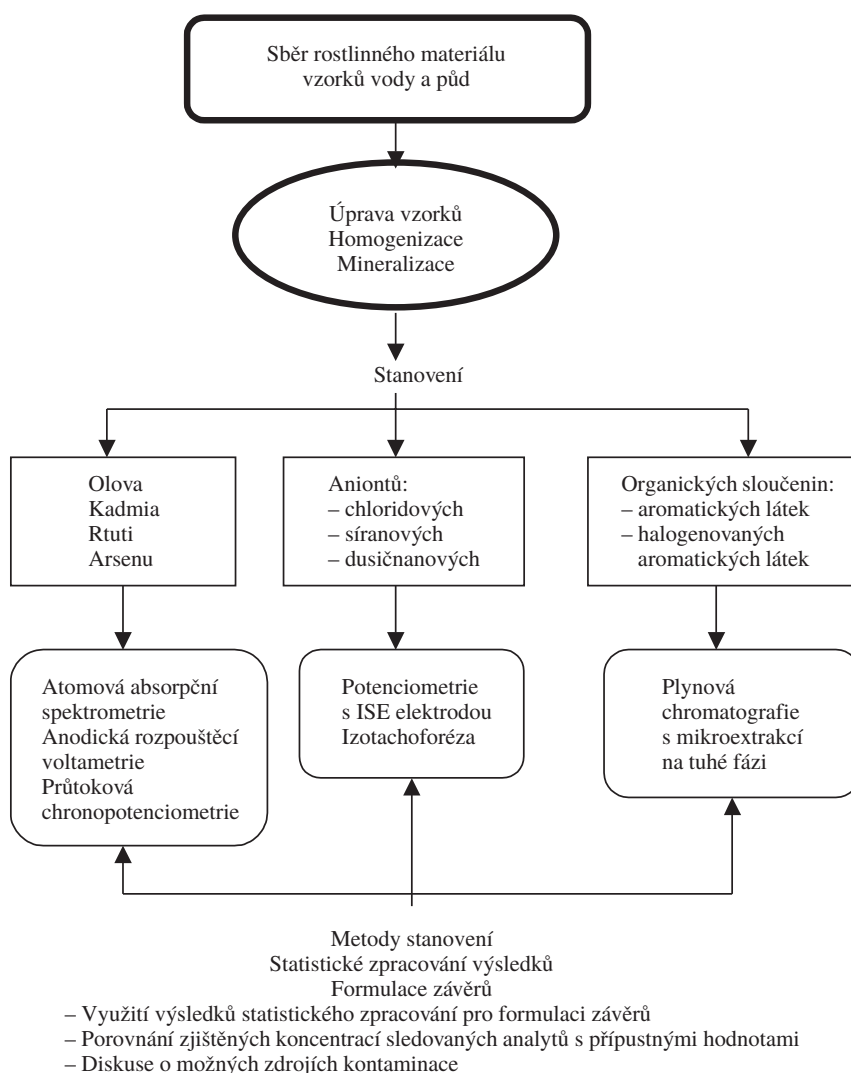 Sběr rostlinného materiálu
vzorků vody a půd
Úprava vzorků
Homogenizace
Mineralizace
Stanovení
Olova
Kadmia
Rtuti
Arsenu
Aniontů:
– chloridových
– síranových
– dusičnanových
Organických sloučenin:
– aromatických látek
– halogenovaných
aromatických látek
Atomová absorpční
spektrometrie
Anodická rozpouštěcí
voltametrie
Průtoková
chronopotenciometrie
Potenciometrie
s ISE elektrodou
Izotachoforéza
Plynová
chromatografie
s mikroextrakcí
na tuhé fázi
Metody stanovení
Statistické zpracování výsledků
Formulace závěrů
– Využití výsledků statistického zpracování pro formulaci závěrů
– Porovnání zjištěných koncentrací sledovaných analytů s přípustnými hodnotami
– Diskuse o možných zdrojích kontaminace